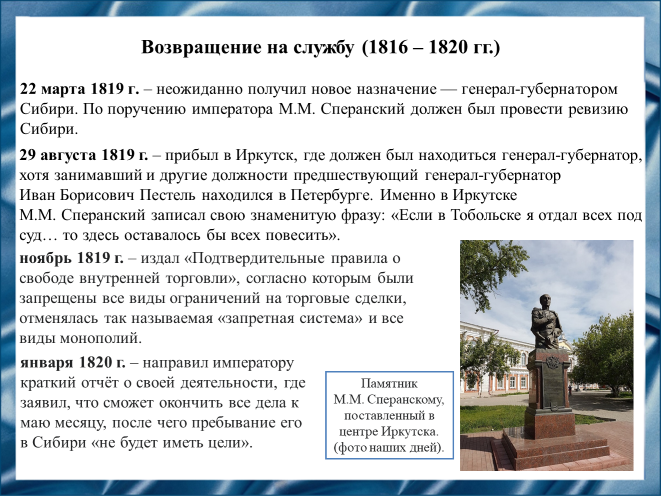 Возвращение на службу (1816 – 1820 гг.)
22 марта 1819 г. – неожиданно получил новое назначение — генерал-губернатором
Сибири. По поручению императора М.М. Сперанский должен был провести ревизию
Сибири.
29 августа 1819 г. – прибыл в Иркутск, где должен был находиться генерал-губернатор,
хотя занимавший и другие должности предшествующий генерал-губернатор
Иван Борисович Пестель находился в Петербурге. Именно в Иркутске
М.М. Сперанский записал свою знаменитую фразу: «Если в Тобольске я отдал всех под
суд… то здесь оставалось бы всех повесить».
ноябрь 1819 г. – издал «Подтвердительные правила о
свободе внутренней торговли», согласно которым были
запрещены все виды ограничений на торговые сделки,
отменялась так называемая «запретная система» и все
виды монополий.
января 1820 г. – направил императору
краткий отчёт о своей деятельности, где
заявил, что сможет окончить все дела к
маю месяцу, после чего пребывание его
в Сибири «не будет иметь цели».
Памятник
М.М. Сперанскому,
поставленный в
центре Иркутска.
(фото наших дней).